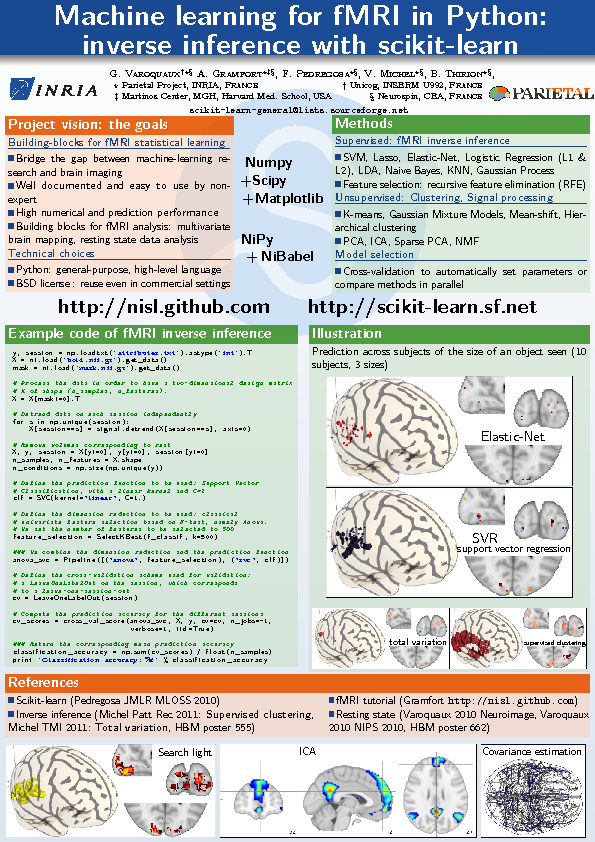 Machine learning for fMRI in Python:
inverse inference with scikit-learn
G. Varoquaux†*§, A. Gramfort*‡§, F. Pedregosa*§, V. Michel*§, B. Thirion*§,
* Parietal Project, INRIA, France † Unicog, INSERM U992, France
‡ Martinos Center, MGH, Harvard Med. School, USA § Neurospin, CEA, France
INRIA
PARIETAL
scikit-learn-general@lists.sourceforge.net
Project vision: the goals
Building-blocks for fMRI statistical learning
Bridge the gap between machine-learning re-
search and brain imaging
Well documented and easy to use by non-
expert
High numerical and prediction performance
Building blocks for fMRI analysis: multivariate
brain mapping, resting state data analysis
Technical choices
Python: general-purpose, high-level language
BSD license : reuse even in commercial settings
Numpy
+Scipy
+Matplotlib
NiPy
+ NiBabel
Methods
Supervised: fMRI inverse inference
SVM, Lasso, Elastic-Net, Logistic Regression (L1 &
L2), LDA, Naive Bayes, KNN, Gaussian Process
Feature selection: recursive feature elimination (RFE)
Unsupervised: Clustering, Signal processing
K-means, Gaussian Mixture Models, Mean-shift, Hier-
archical clustering
PCA, ICA, Sparse PCA, NMF
Model selection
Cross-validation to automatically set parameters or
compare methods in parallel
http://nisl.github.com http://scikit-learn.sf.net
Example code of fMRI inverse inference
y, session = np.loadtxt('attributes.txt').astype('int').T
X = ni.load('bold.nii.gz').get_data()
mask = ni.load('mask.nii.gz').get_data()
# Process the data in order to have a two-dimensional design matrix
# X of shape (n_samples, n_features).
X = X[mask!=0].T
# Detrend data on each session independently
for s in np.unique(session):
X[session==s] = signal.detrend(X[session==s], axis=0)
# Remove volumes corresponding to rest
X, y, session = X[y!=0], y[y!=0], session[y!=0]
n_samples, n_features = X.shape
n_conditions = np.size(np.unique(y))
# Define the prediction function to be used: Support Vector
# Classification, with a linear kernel and C=1
clf = SVC(kernel='linear', C=1.)
# Define the dimension reduction to be used: classical
# univariate feature selection based on F-test, namely Anova.
# We set the number of features to be selected to 500
feature_selection = SelectKBest(f_classif, k=500)
### We combine the dimension reduction and the prediction function
anova_svc = Pipeline([('anova', feature_selection), ('svc', clf)])
# Define the cross-validation scheme used for validation:
# a LeaveOneLabelOut on the session, which corresponds
# to a leave-one-session-out
cv = LeaveOneLabelOut(session)
# Compute the prediction accuracy for the different sessions
cv_scores = cross_val_score(anova_svc, X, y, cv=cv, n_jobs=-1,
verbose=1, iid=True)
### Return the corresponding mean prediction accuracy
classification_accuracy = np.sum(cv_scores) / float(n_samples)
print 'Classification accuracy: %f' % classification_accuracy
Illustration
Prediction across subjects of the size of an object seen (10
subjects, 3 sizes)
Elastic-Net
SVR
support vector regression
total variation
supervised clustering
References
Scikit-learn (Pedregosa JMLR MLOSS 2010)
Inverse inference (Michel Patt Rec 2011: Supervised clustering,
Michel TMI 2011: Total variation, HBM poster 555)
fMRI tutorial (Gramfort http://nisl.github.com)
Resting state (Varoquaux 2010 Neuroimage, Varoquaux
2010 NIPS 2010, HBM poster 662)
Search light
ICA
Covariance estimation